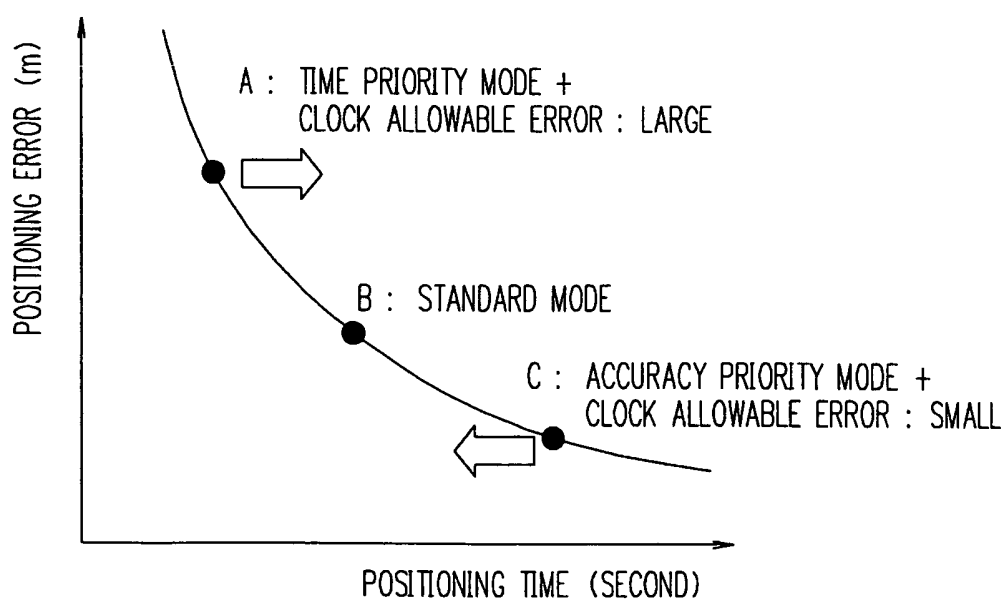 POSITIONING ERROR (m)
A : TIME PRIORITY MODE +
CLOCK ALLOWABLE ERROR : LARGE
B : STANDARD MODE
C : ACCURACY PRIORITY MODE +
CLOCK ALLOWABLE ERROR : SMALL
POSITIONING TIME (SECOND)